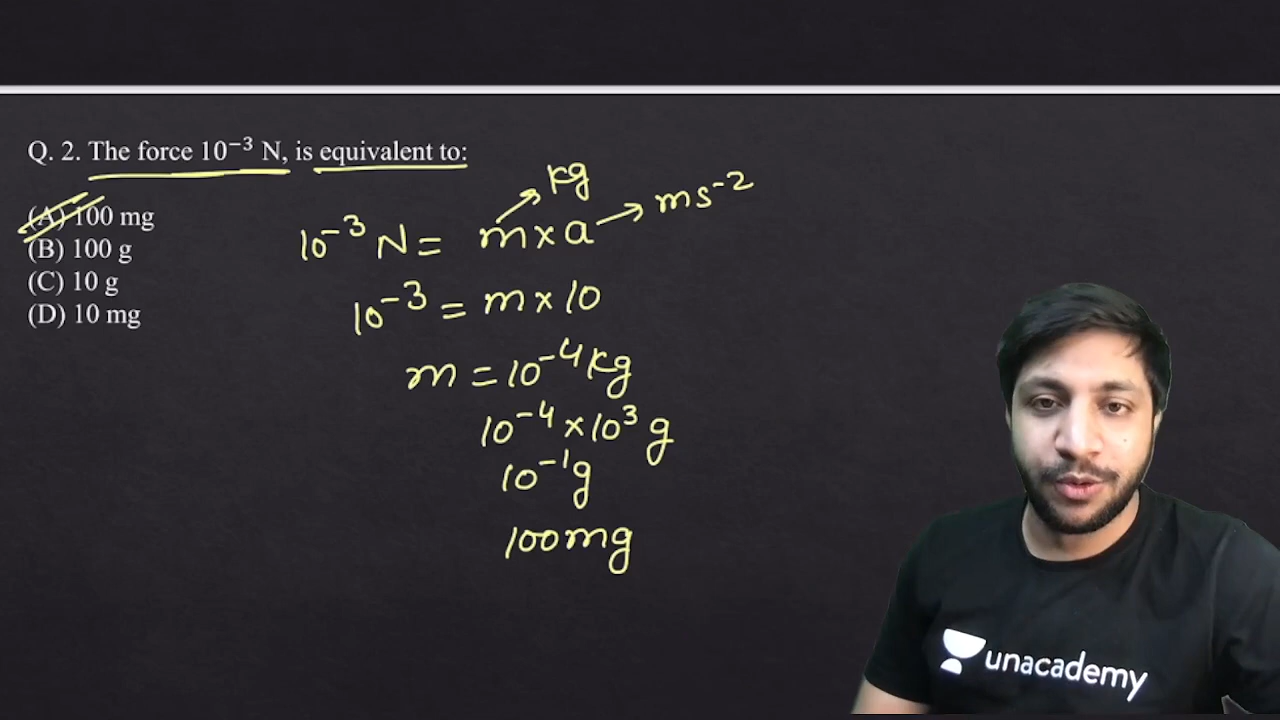 Q. 2. The force 10⁻³ N, is equivalent to:
(A) 100 mg
(B) 100 g
(C) 10 g
(D) 10 mg
kg
10⁻³ N = m × a → ms⁻²
10⁻³ = m × 10
m = 10⁻⁴ kg
10⁻⁴ × 10³ g
10⁻¹ g
100 mg
unacademy